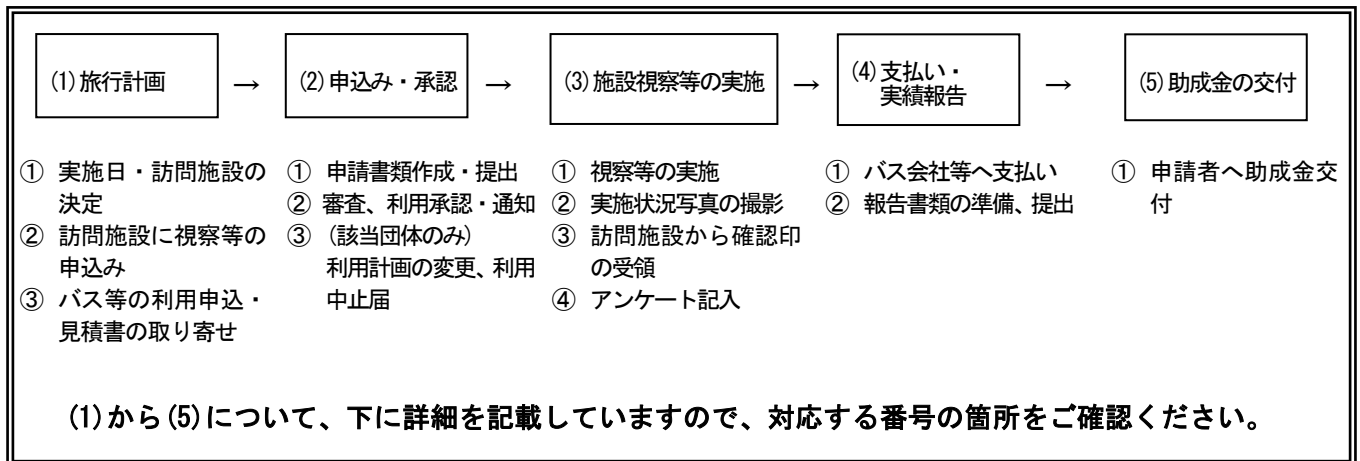 (1)旅行計画 → (2)申込み・承認 → (3)施設視察等の実施 → (4)支払い・実績報告 → (5)助成金の交付
① 実施日・訪問施設の
決定
② 訪問施設に視察等の
申込み
③ バス等の利用申込・
見積書の取り寄せ
① 申請書類作成・提出
② 審査、利用承認・通知
③ (該当団体のみ)
利用計画の変更、利用
中止届
① 視察等の実施
② 実施状況写真の撮影
③ 訪問施設から確認印
の受領
④ アンケート記入
① バス会社等へ支払い
② 報告書類の準備、提出
① 申請者へ助成金交
付
(1)から(5)について、下に詳細を記載していますので、対応する番号の箇所をご確認ください。